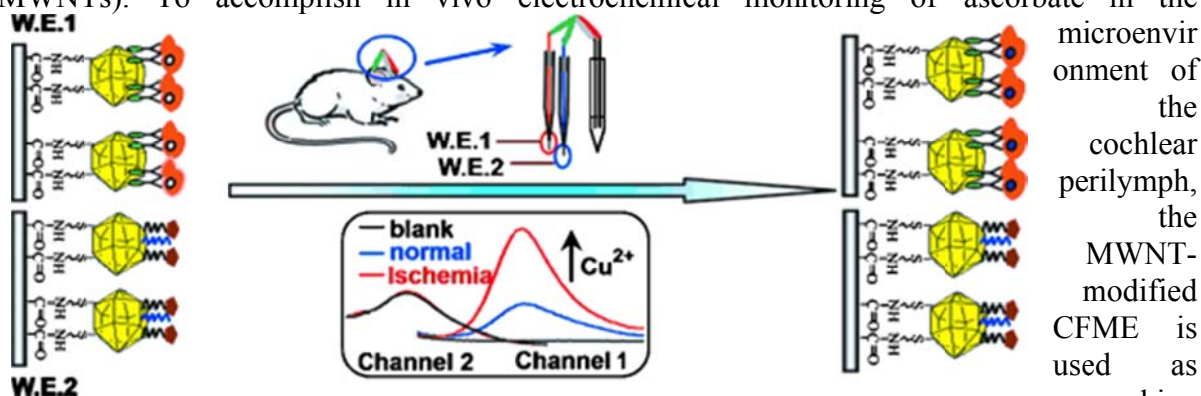 MWNTs). To accomplish in vivo electrochemical monitoring of ascorbate in the
W.E.1
microenvir
onment of
the
cochlear
perilymph,
the
MWNT-
modified
CFME is
used as
W.E.1
W.E.2
blank
normal
Ischemia
Cu2+
Channel 2 Channel 1
W.E.2